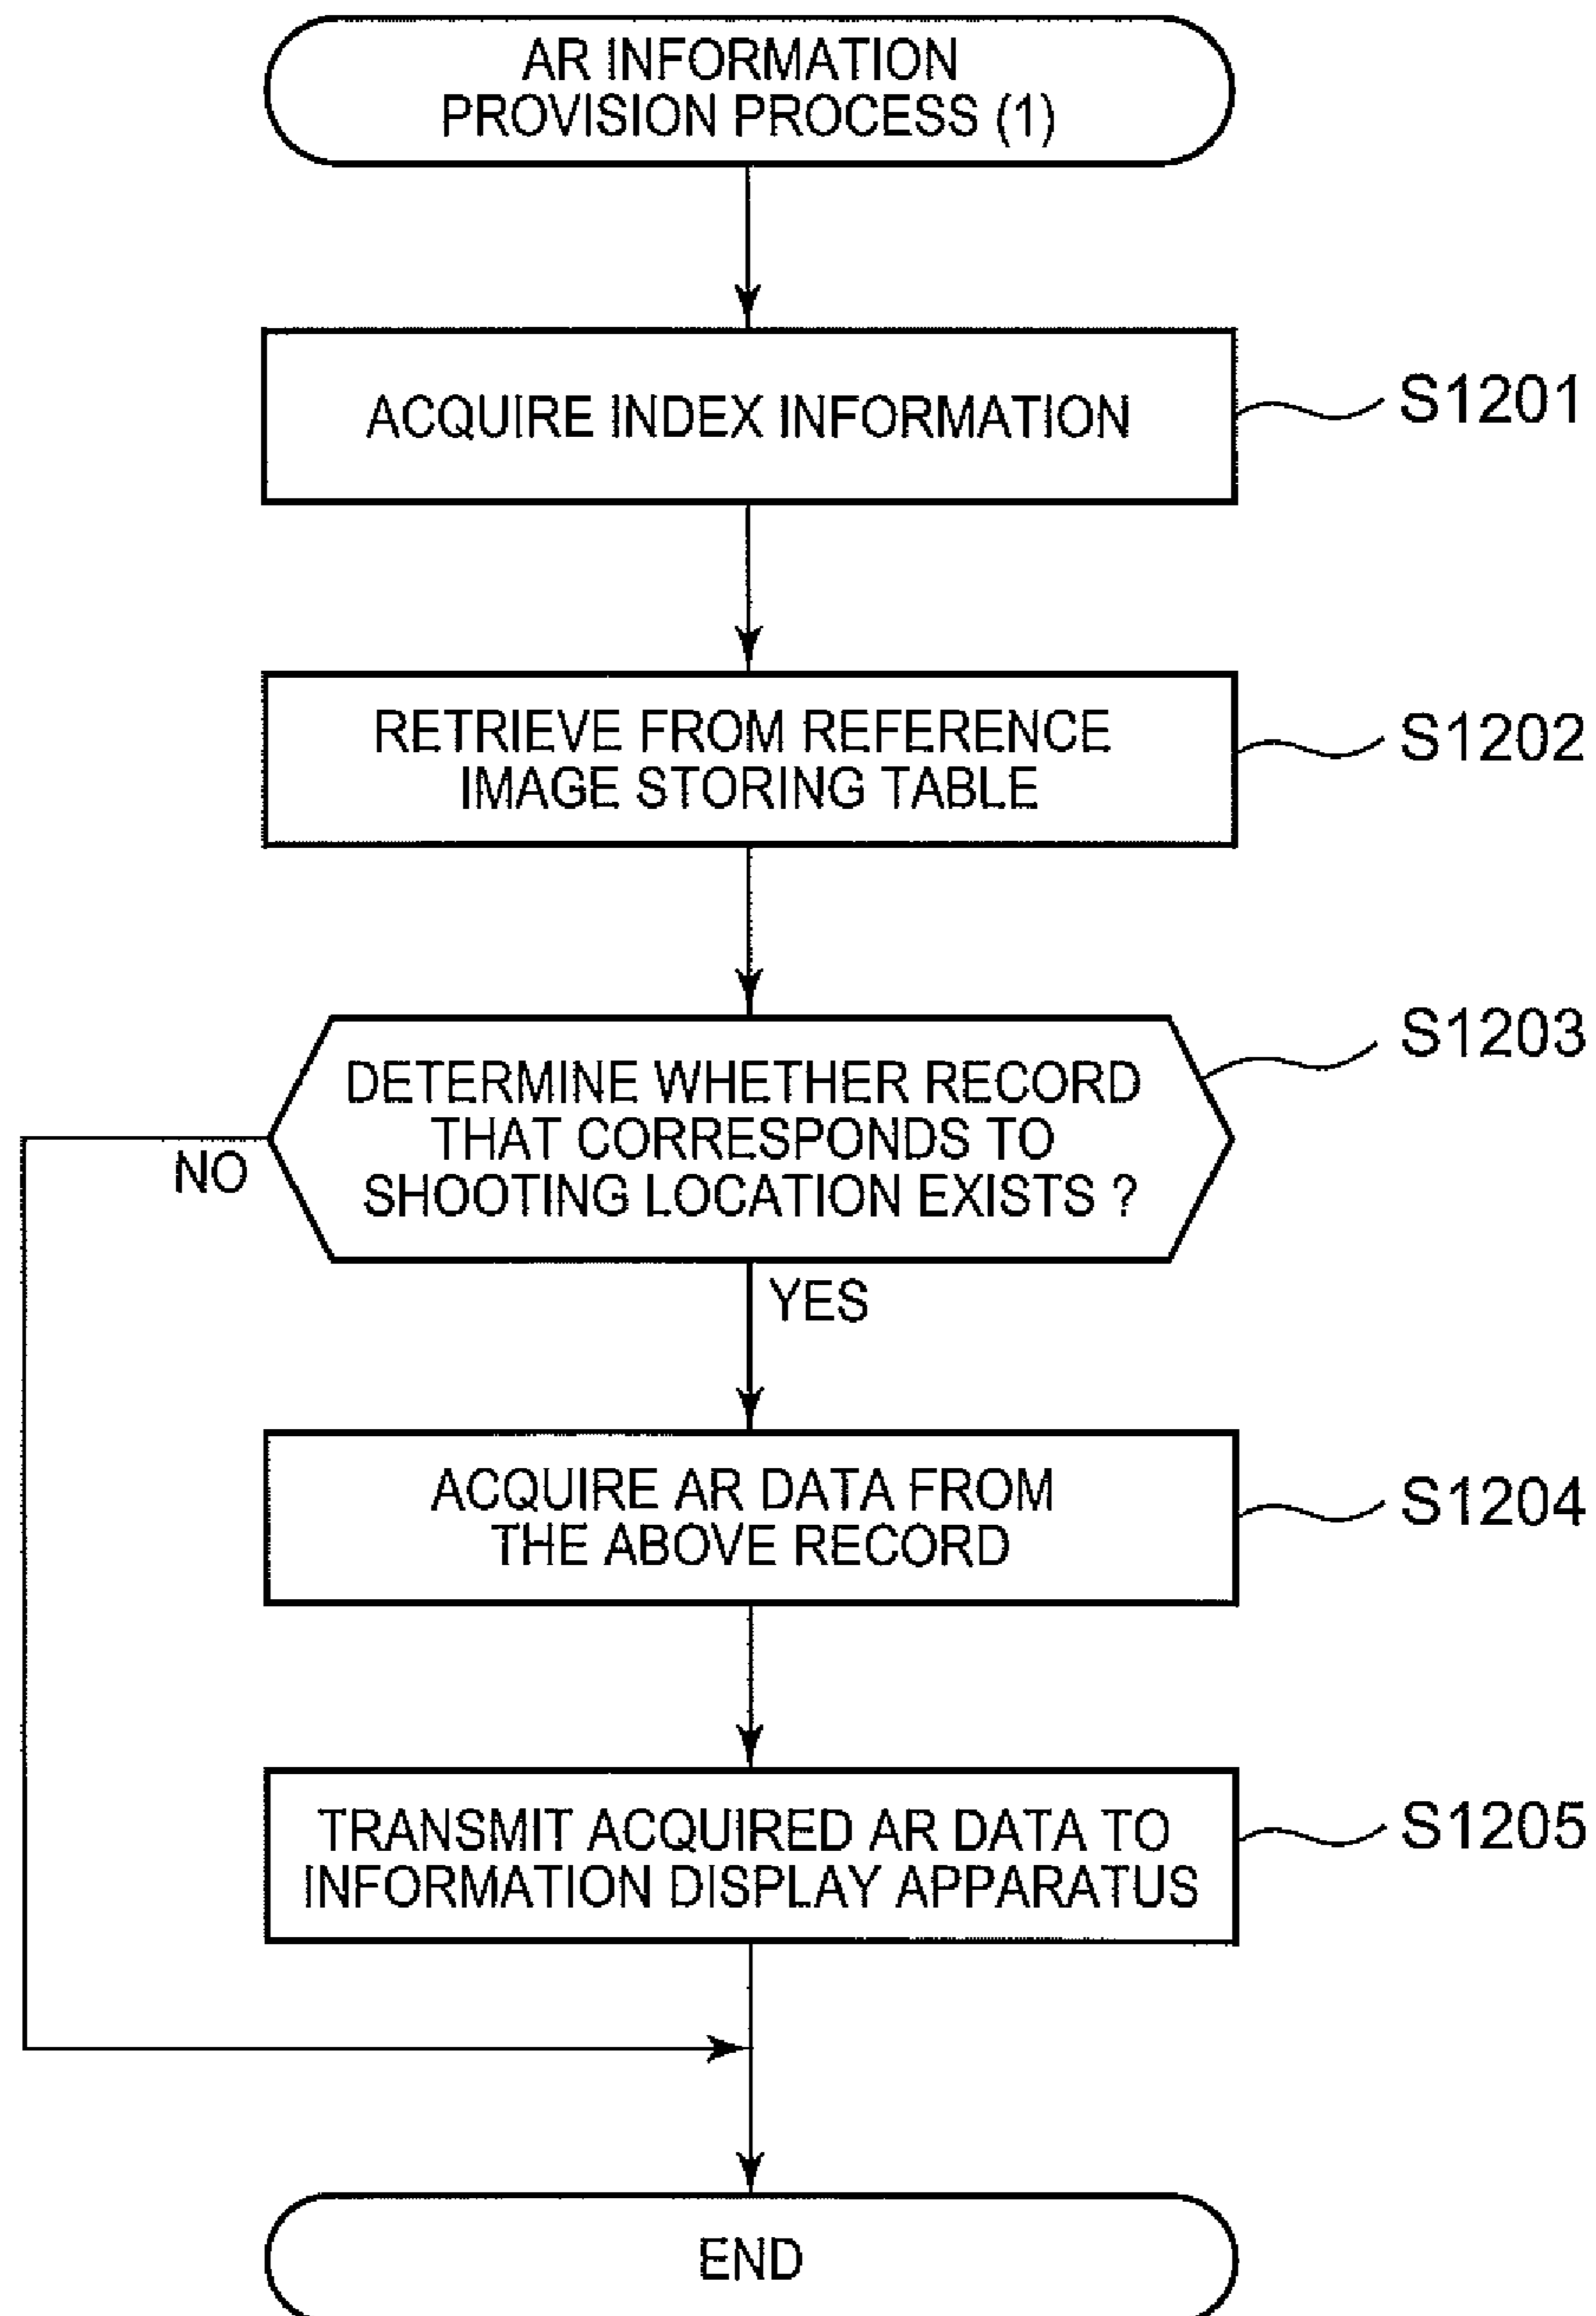 AR INFORMATION
PROVISION PROCESS (1)
ACQUIRE INDEX INFORMATION
S1201
RETRIEVE FROM REFERENCE
IMAGE STORING TABLE
S1202
DETERMINE WHETHER RECORD
THAT CORRESPONDS TO
SHOOTING LOCATION EXISTS ?
S1203
NO
YES
ACQUIRE AR DATA FROM
THE ABOVE RECORD
S1204
TRANSMIT ACQUIRED AR DATA TO
INFORMATION DISPLAY APPARATUS
S1205
END